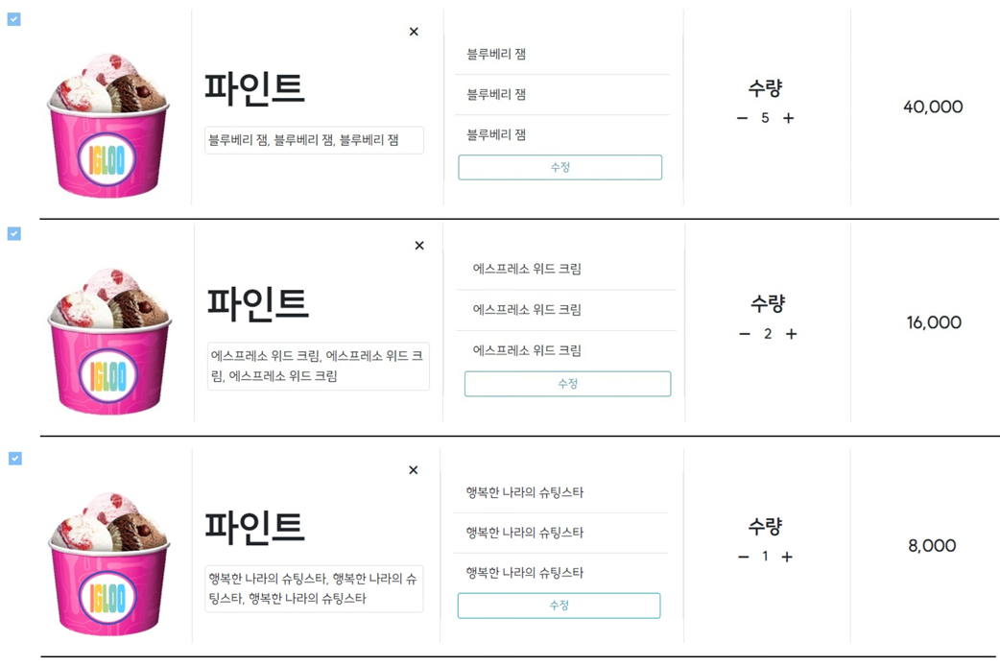 파인트
블루베리 잼, 블루베리 잼, 블루베리 잼
블루베리 잼
블루베리 잼
블루베리 잼
수정
수량
− 5 +
40,000
IGLOO
파인트
에스프레소 위드 크림, 에스프레소 위드 크
림, 에스프레소 위드 크림
에스프레소 위드 크림
에스프레소 위드 크림
에스프레소 위드 크림
수정
수량
− 2 +
16,000
IGLOO
파인트
행복한 나라의 슈팅스타, 행복한 나라의 슈
팅스타, 행복한 나라의 슈팅스타
행복한 나라의 슈팅스타
행복한 나라의 슈팅스타
행복한 나라의 슈팅스타
수정
수량
− 1 +
8,000
IGLOO